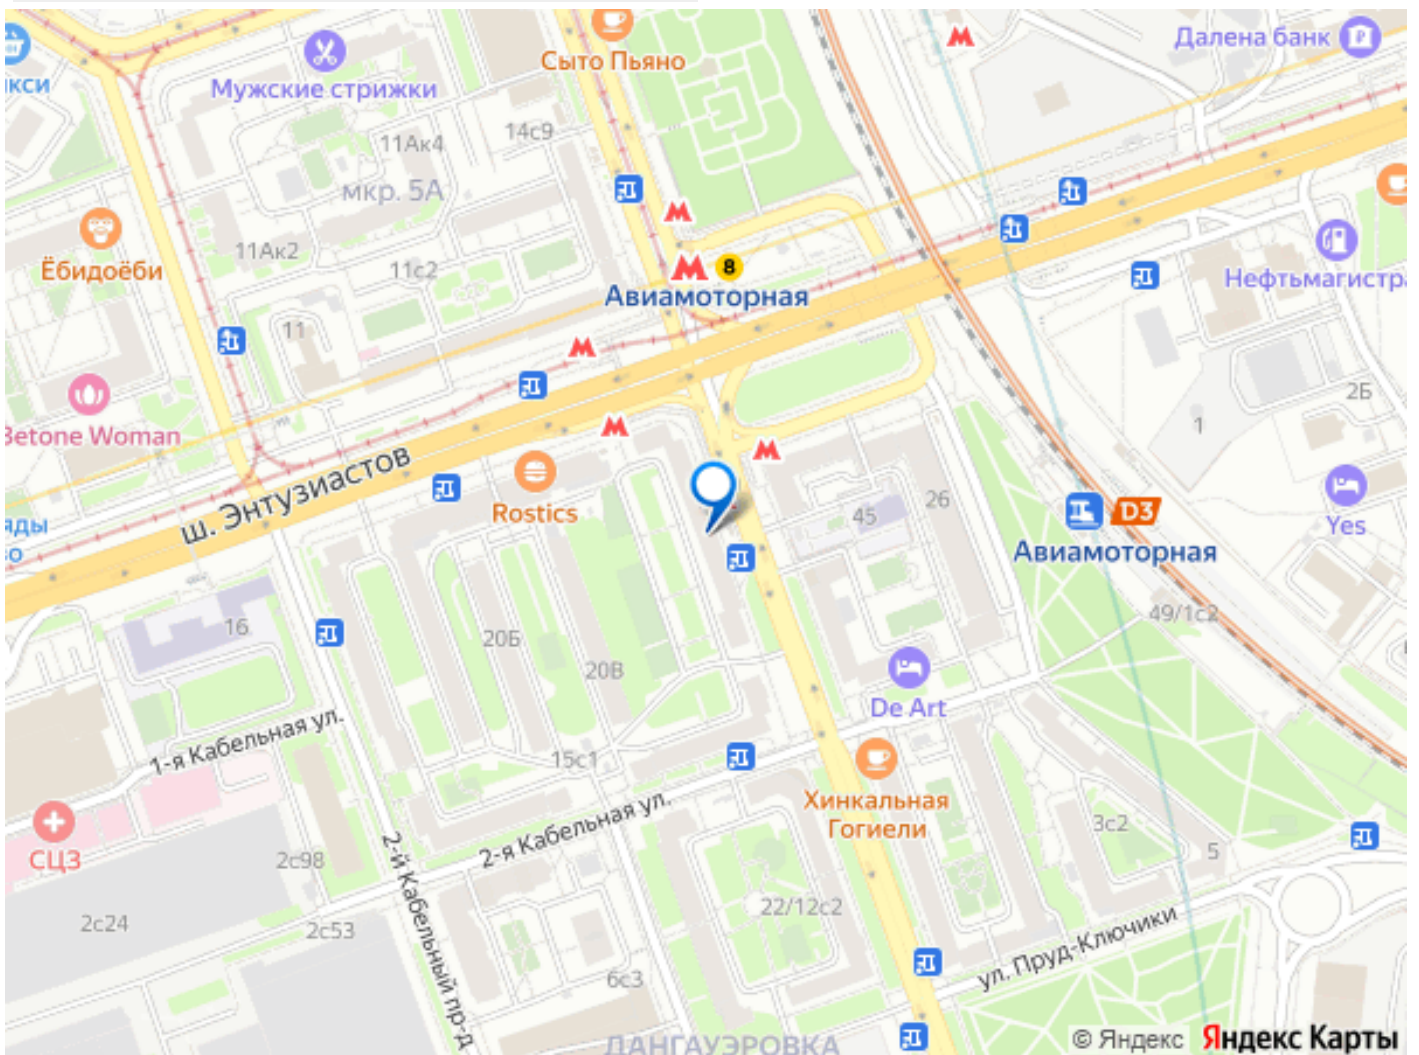 Далена банк
Сыто Пьяно
кси
Мужские стрижки
14с9
11Ак4
мкр. 5А
Ёбидоёби
11Ак2
11с2
8
Авиамоторная
Нефтьмагистра
11
2Б
1
Betone Woman
ш. Энтузиастов
Rostics
26
45
D3
Yes
яды
о
Авиамоторная
49/1с2
16
20Б
20В
De Art
1-я Кабельная ул.
15с1
Хинкальная
Гогиели
2-я Кабельная ул.
3с2
5
СЦЗ
2с98
2-й Кабельный пр-д
22/12с2
2с24
2с53
ул. Пруд-Ключики
6с3
ЛАНГАУЭРОВКА
© Яндекс Яндекс Карты